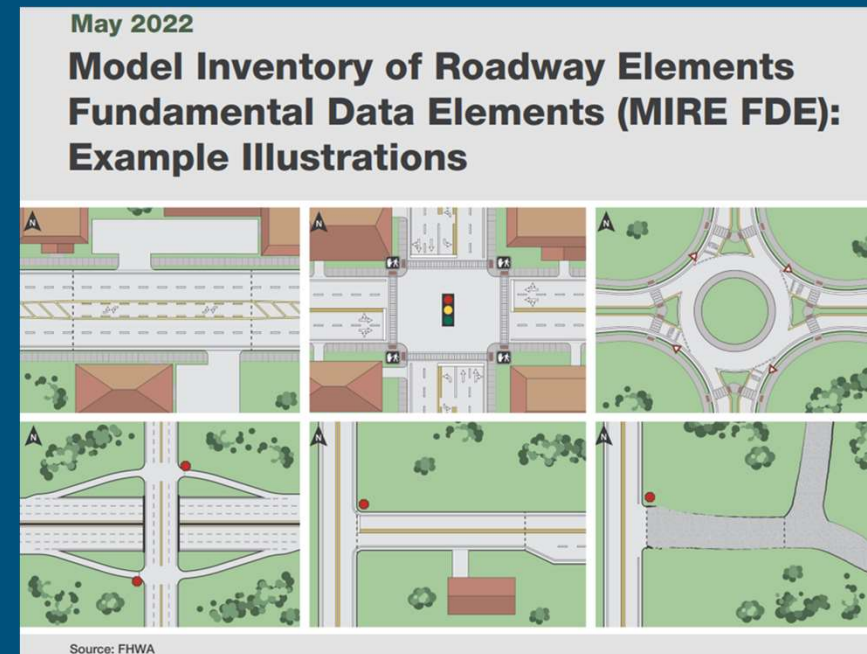 May 2022
Model Inventory of Roadway Elements
Fundamental Data Elements (MIRE FDE):
Example Illustrations
N
N
N
N
N
N
Source: FHWA